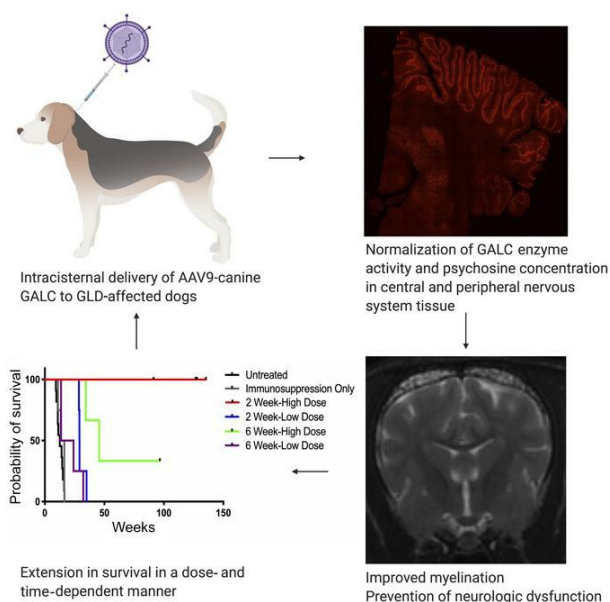 Intracisternal delivery of AAV9-canine
GALC to GLD-affected dogs
Normalization of GALC enzyme
activity and psychosine concentration
in central and peripheral nervous
system tissue
Probability of survival
100
50
0
0
50
100
150
Weeks
Untreated
Immunosuppression Only
2 Week-High Dose
2 Week-Low Dose
6 Week-High Dose
6 Week-Low Dose
Extension in survival in a dose- and
time-dependent manner
Improved myelination
Prevention of neurologic dysfunction